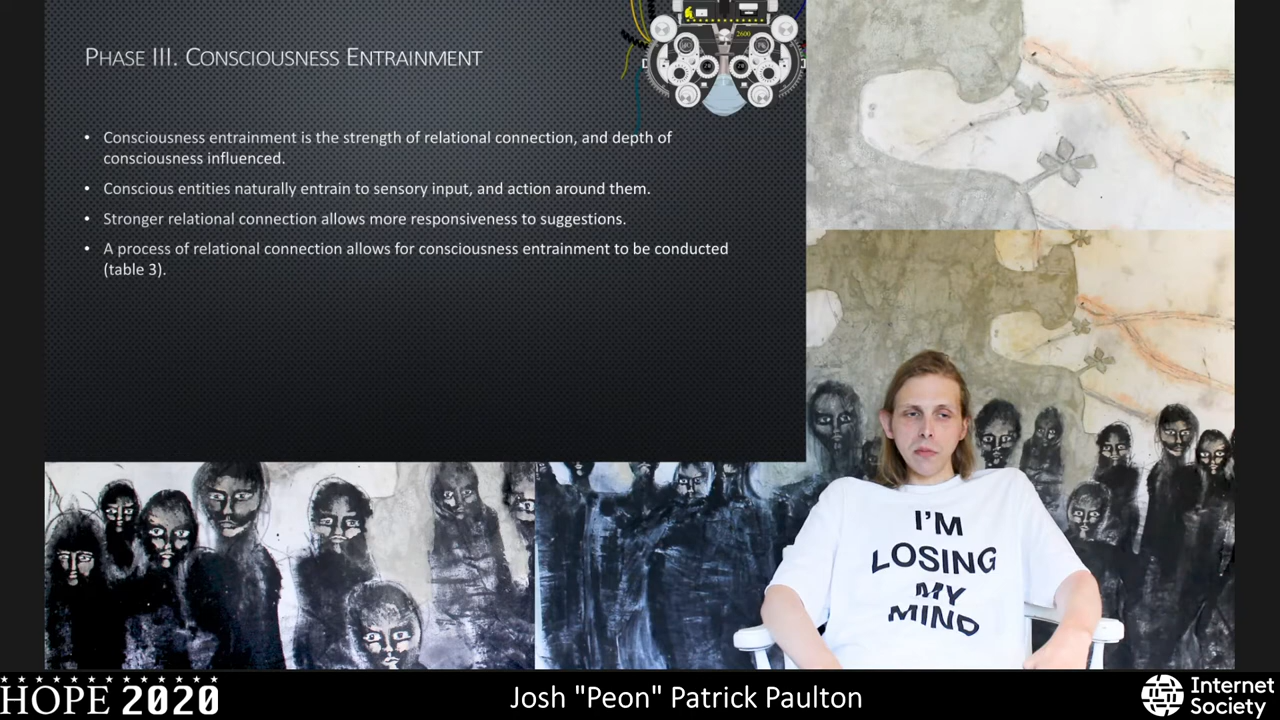 PHASE III. CONSCIOUSNESS ENTRAINMENT
2600
• Consciousness entrainment is the strength of relational connection, and depth of
consciousness influenced.
• Conscious entities naturally entrain to sensory input, and action around them.
• Stronger relational connection allows more responsiveness to suggestions.
• A process of relational connection allows for consciousness entrainment to be conducted
(table 3).
I'M
LOSING
MY
MIND
HOPE 2020
Josh "Peon" Patrick Paulton
Internet
Society